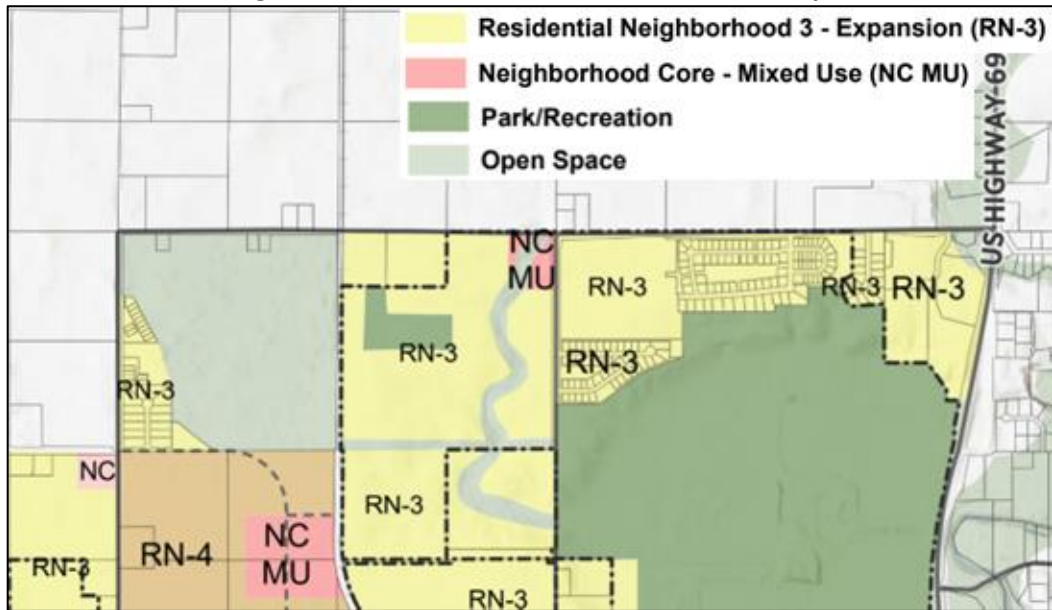 Residential Neighborhood 3 - Expansion (RN-3)
Neighborhood Core - Mixed Use (NC MU)
Park/Recreation
Open Space
US HIGHWAY-69
NC
MU
RN-3
RN-3
RN-3
RN-3
RN-3
RN-3
NC
RN-3
NC
MU
RN-4
RN-3
RN-3